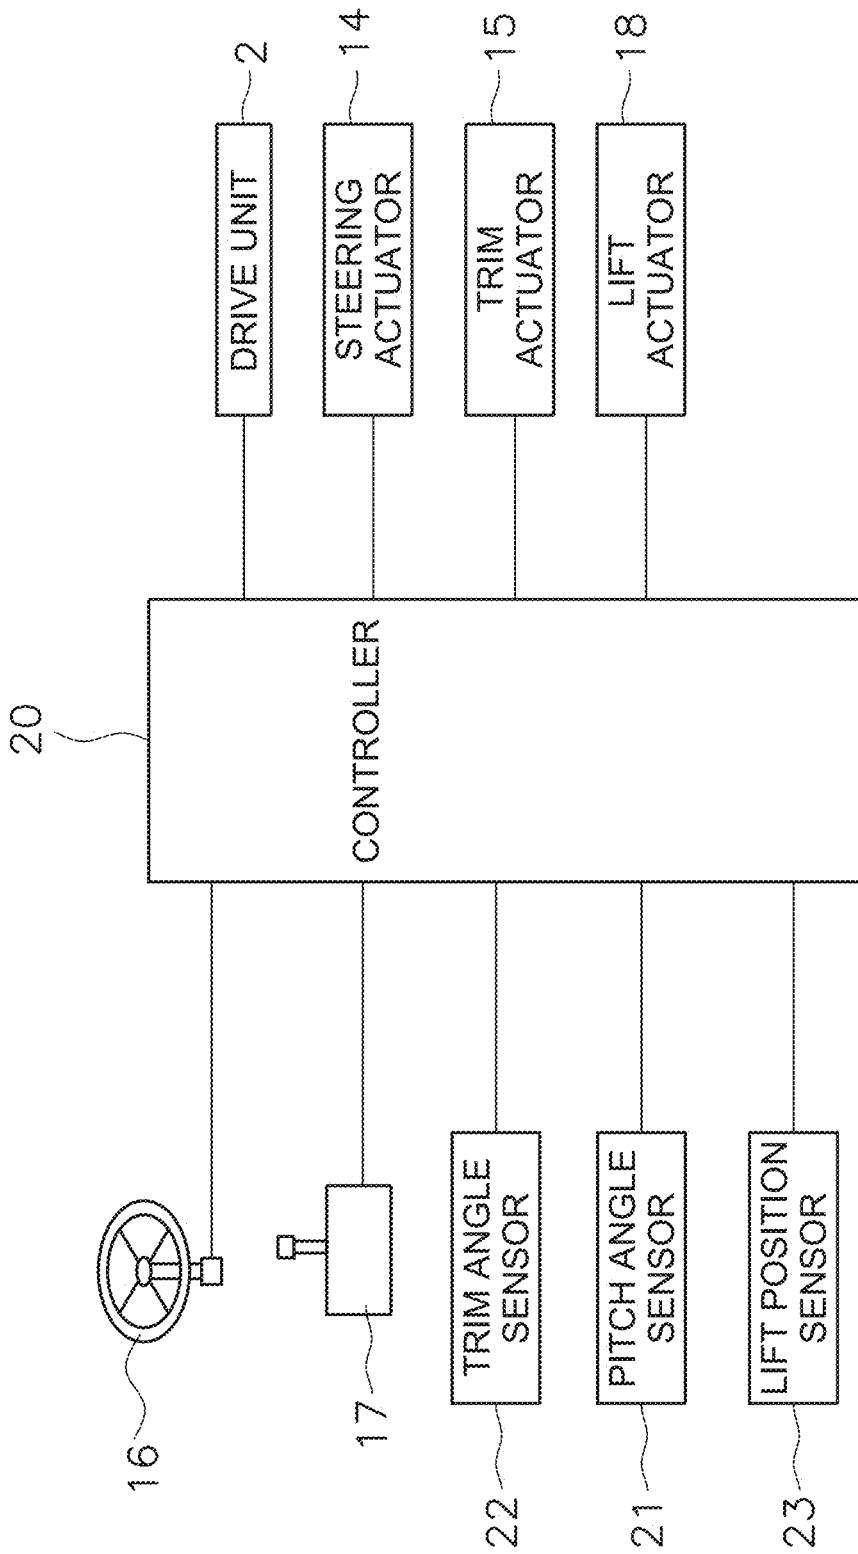 16
17
22
TRIM ANGLE
SENSOR
21
PITCH ANGLE
SENSOR
23
LIFT POSITION
SENSOR
20
CONTROLLER
DRIVE UNIT
2
STEERING
ACTUATOR
14
TRIM
ACTUATOR
15
LIFT
ACTUATOR
18